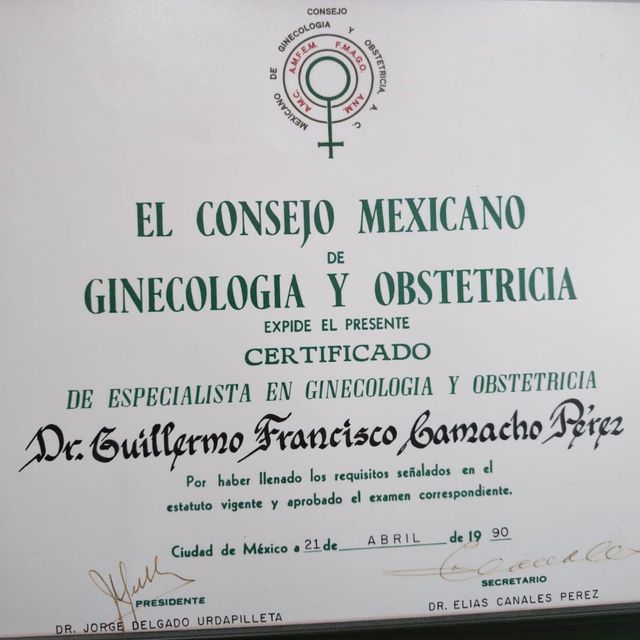 CONSEJO
MEXICANO DE GINECOLOGIA Y OBSTETRICIA, A. C.
A.M.C. A.M.F.E.M. F.M.A.G.O. A.N.M.
EL CONSEJO MEXICANO
DE
GINECOLOGIA Y OBSTETRICIA
EXPIDE EL PRESENTE
CERTIFICADO
DE ESPECIALISTA EN GINECOLOGIA Y OBSTETRICIA
Dr. Guillermo Francisco Camacho Pérez
Por haber llenado los requisitos señalados en el
estatuto vigente y aprobado el examen correspondiente.
Ciudad de México a 21 de ABRIL de 19 90
PRESIDENTE
DR. JORGE DELGADO URDAPILLETA
SECRETARIO
DR. ELIAS CANALES PEREZ